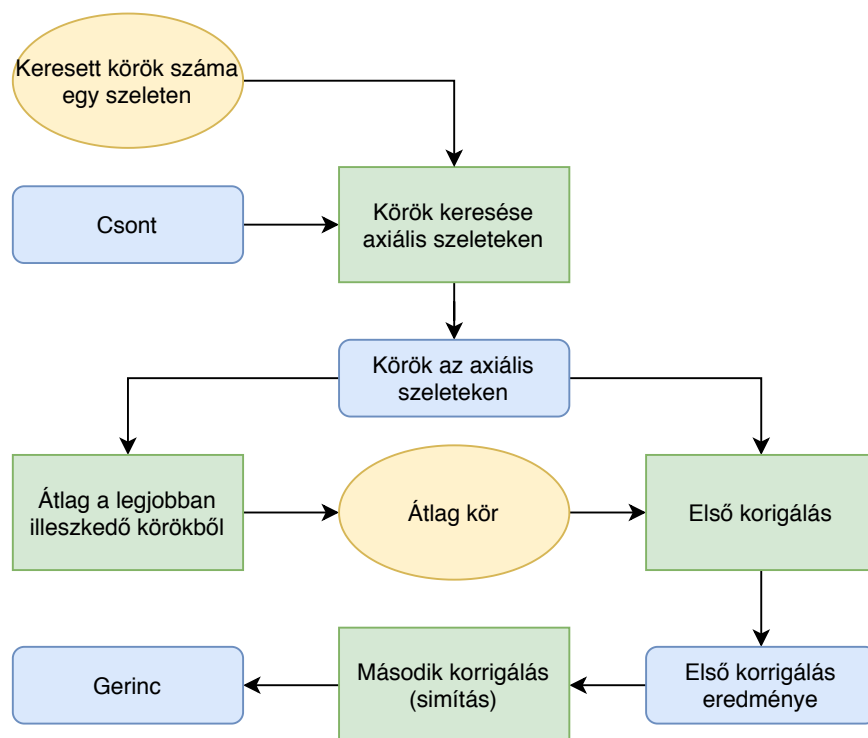 Keresett körök száma
egy szeleten
Csont
Körök keresése
axiális szeleteken
Körök az axiális
szeleteken
Átlag a legjobban
illeszkedő körökből
Átlag kör
Első korigálás
Gerinc
Második korrigálás
(simítás)
Első korrigálás
eredménye